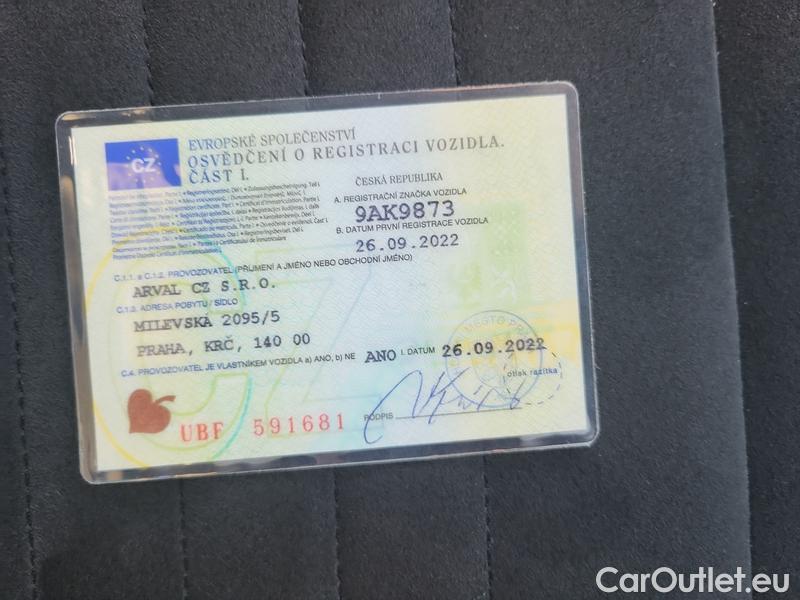 CZ
EVROPSKÉ SPOLEČENSTVÍ
OSVĚDČENÍ O REGISTRACI VOZIDLA.
ČÁST I.
ČESKÁ REPUBLIKA
A. REGISTRAČNÍ ZNAČKA VOZIDLA
9AK9873
B. DATUM PRVNÍ REGISTRACE VOZIDLA
26.09.2022
C.1.1. a C.1.2. PROVOZOVATEL (PŘÍJMENÍ A JMÉNO NEBO OBCHODNÍ JMÉNO)
ARVAL CZ S.R.O.
C.1.3. ADRESA POBYTU / SÍDLO
MILEVSKÁ 2095/5
PRAHA, KRČ, 140 00
C.4. PROVOZOVATEL JE VLASTNÍKEM VOZIDLA a) ANO, b) NE ANO I. DATUM 26.09.2022
otisk razítka
UBF 591681
PODPIS
CarOutlet.eu